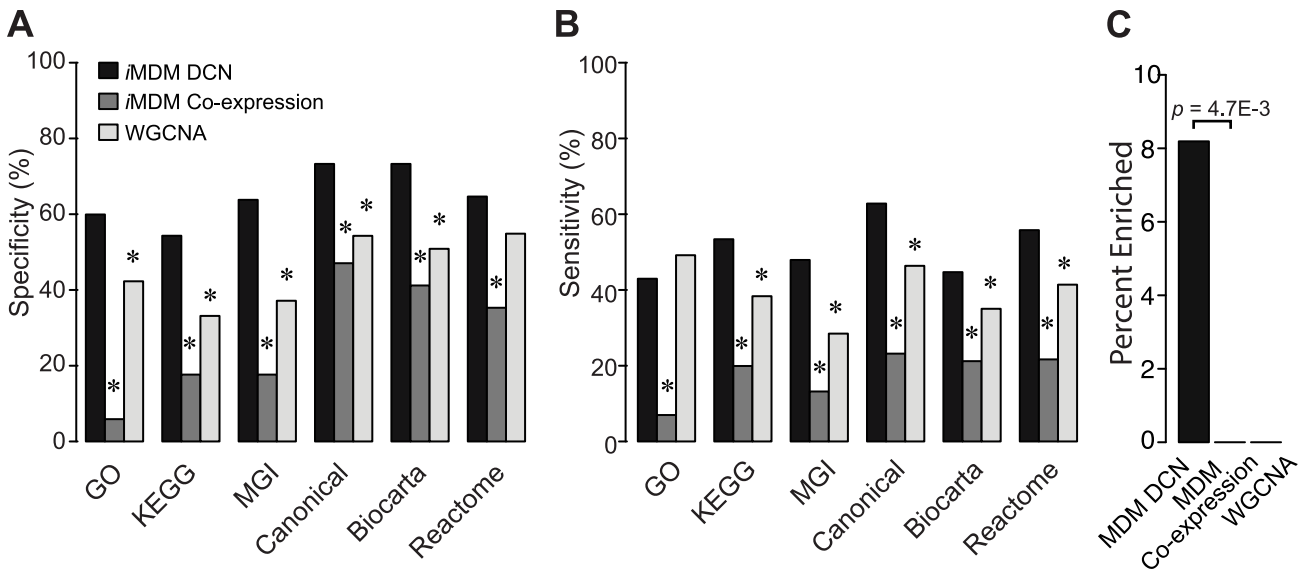 A
Specificity (%)
100
80
60
40
20
0
iMDM DCN
iMDM Co-expression
WGCNA
* * * * * * * * * * *
GO
KEGG
MGI
Canonical
Biocarta
Reactome
B
Sensitivity (%)
100
80
60
40
20
0
* * * * * * * * * * *
GO
KEGG
MGI
Canonical
Biocarta
Reactome
C
Percent Enriched
10
8
6
4
2
0
p = 4.7E-3
MDM DCN
MDM
Co-expression
WGCNA